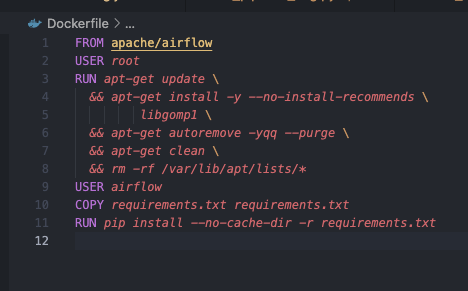 Dockerfile > ...
1 FROM apache/airflow
2 USER root
3 RUN apt-get update \
4 && apt-get install -y --no-install-recommends \
5 libgomp1 \
6 && apt-get autoremove -yqq --purge \
7 && apt-get clean \
8 && rm -rf /var/lib/apt/lists/*
9 USER airflow
10 COPY requirements.txt requirements.txt
11 RUN pip install --no-cache-dir -r requirements.txt
12